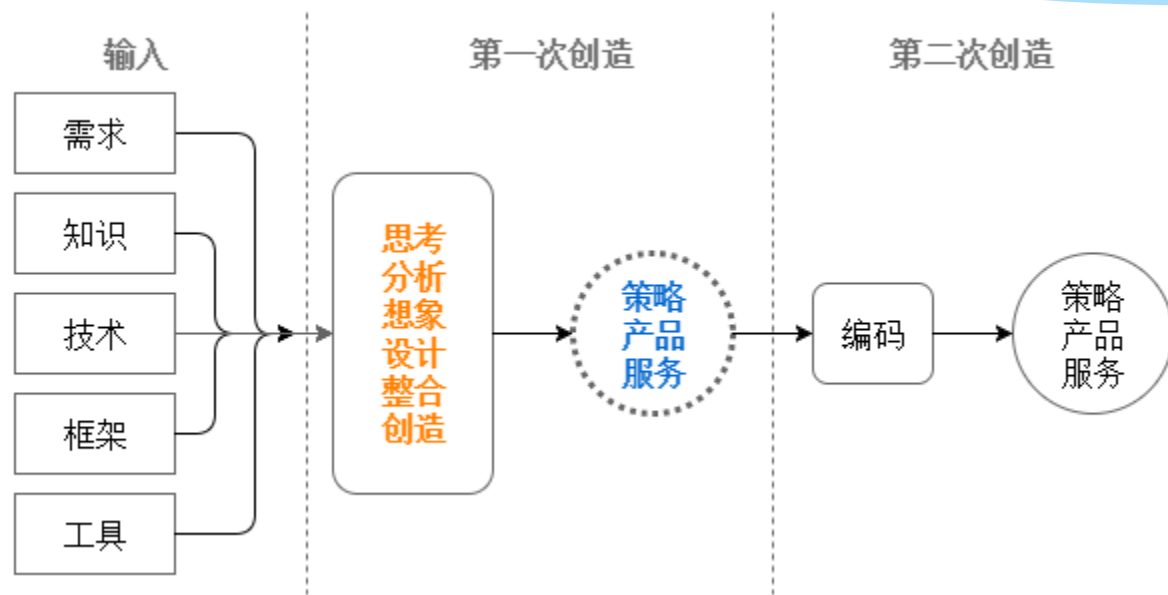 输入
第一次创造
第二次创造
需求
知识
技术
框架
工具
思考
分析
想象
设计
整合
创造
策略
产品
服务
编码
策略
产品
服务